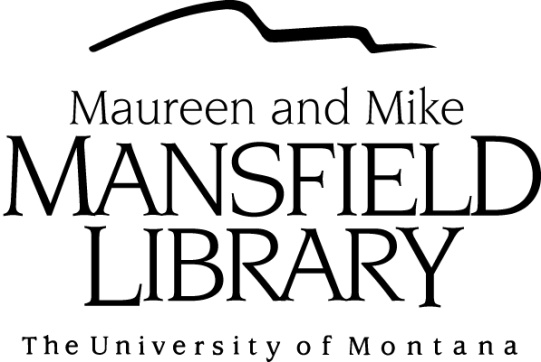 Maureen and Mike
MANSFIELD
LIBRARY
The University of Montana